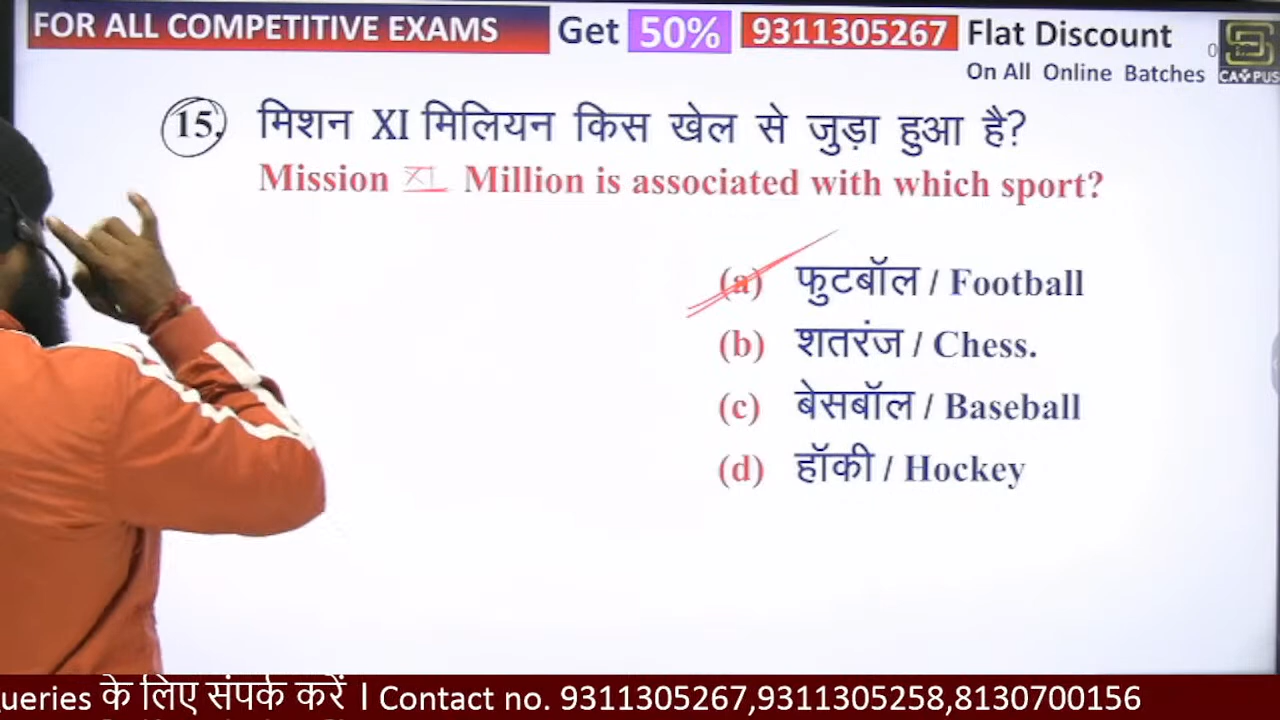 FOR ALL COMPETITIVE EXAMS Get 50% 9311305267 Flat Discount
On All Online Batches
CAMPUS
15. मिशन XI मिलियन किस खेल से जुड़ा हुआ है?
Mission XI Million is associated with which sport?
(a) फुटबॉल / Football
(b) शतरंज / Chess.
(c) बेसबॉल / Baseball
(d) हॉकी / Hockey
ueries के लिए संपर्क करें । Contact no. 9311305267,9311305258,8130700156